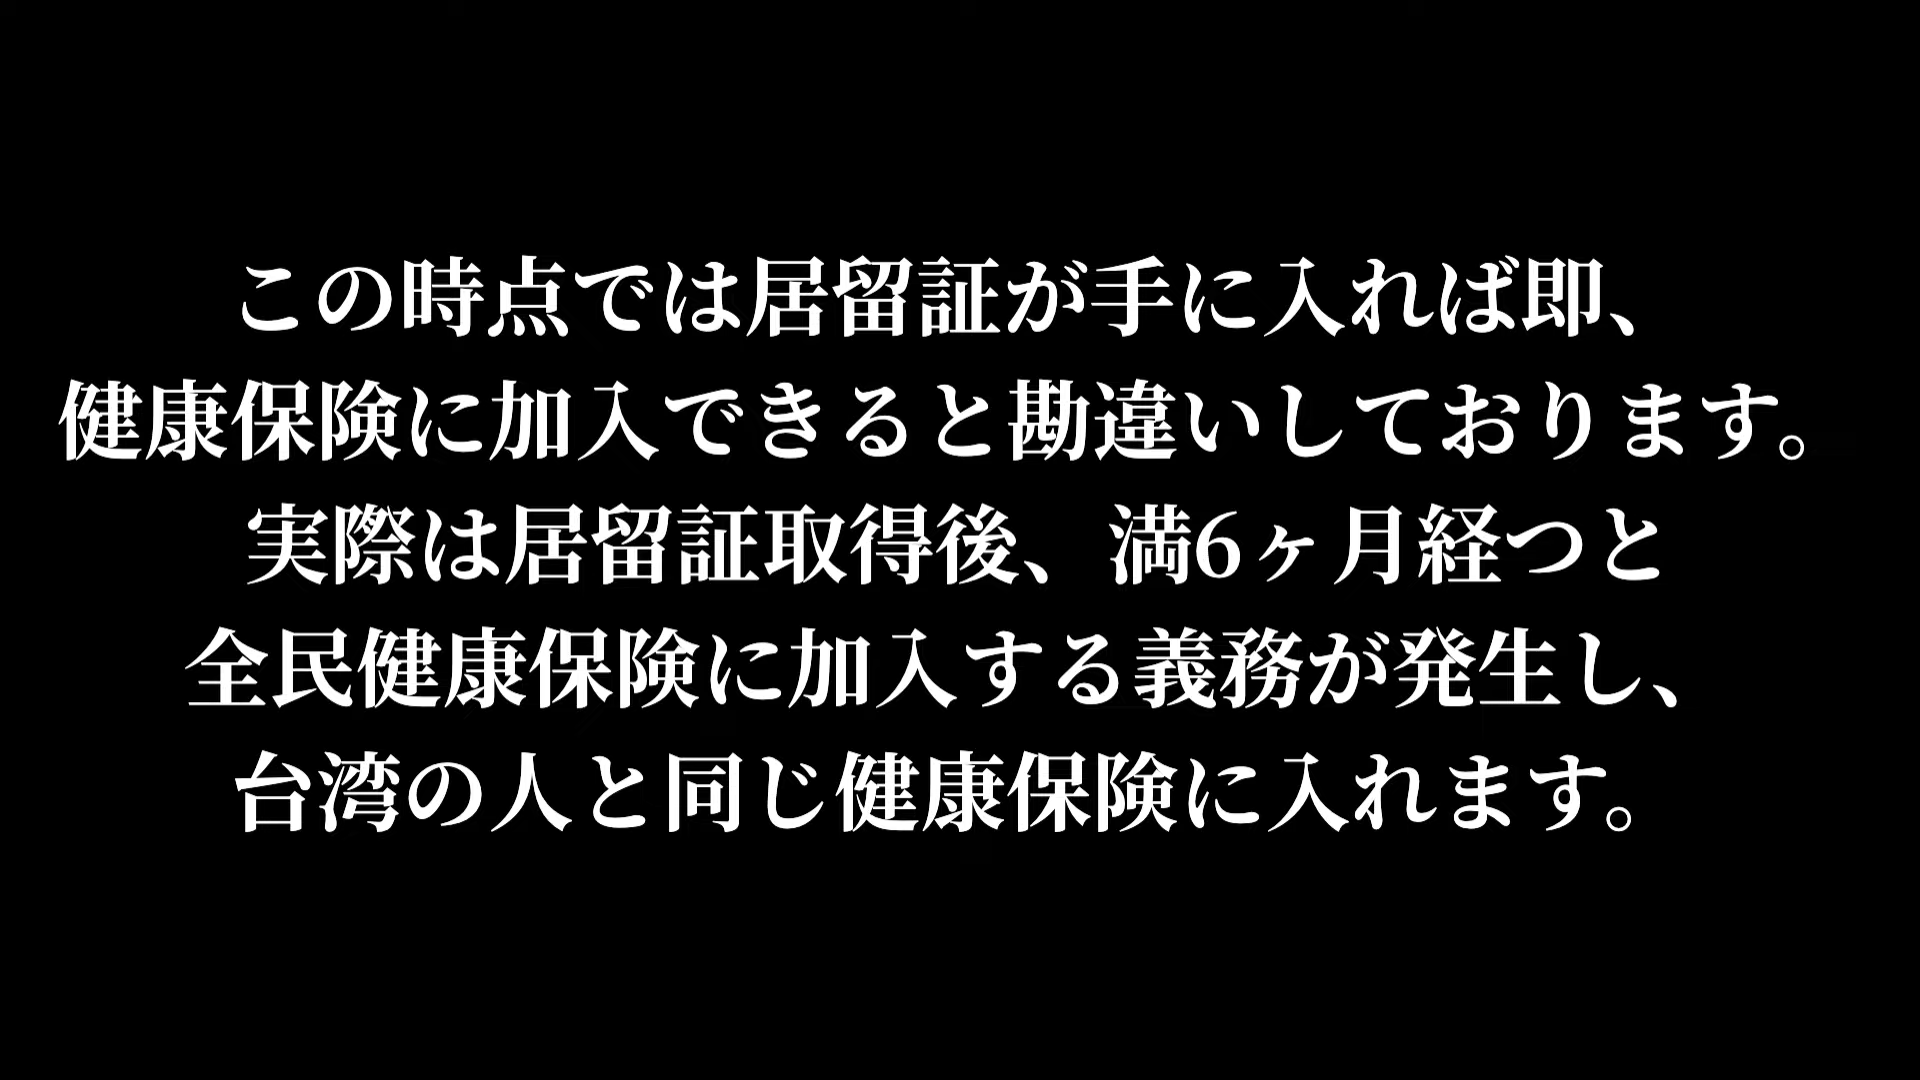 この時点では居留証が手に入れば即、
健康保険に加入できると勘違いしております。
実際は居留証取得後、満6ヶ月経つと
全民健康保険に加入する義務が発生し、
台湾の人と同じ健康保険に入れます。